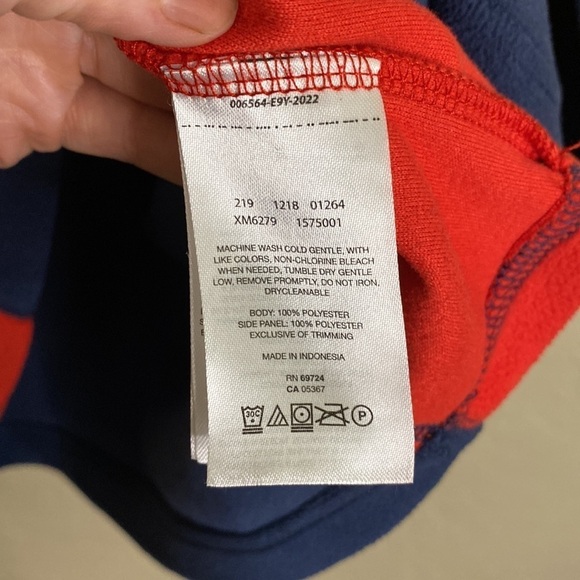 006564-E9Y-2022
219 1218 01264
XM6279 1575001
MACHINE WASH COLD GENTLE, WITH
LIKE COLORS, NON-CHLORINE BLEACH
WHEN NEEDED, TUMBLE DRY GENTLE
LOW, REMOVE PROMPTLY, DO NOT IRON,
DRYCLEANABLE
BODY: 100% POLYESTER
SIDE PANEL: 100% POLYESTER
EXCLUSIVE OF TRIMMING
MADE IN INDONESIA
RN 69724
CA 05367
30C P